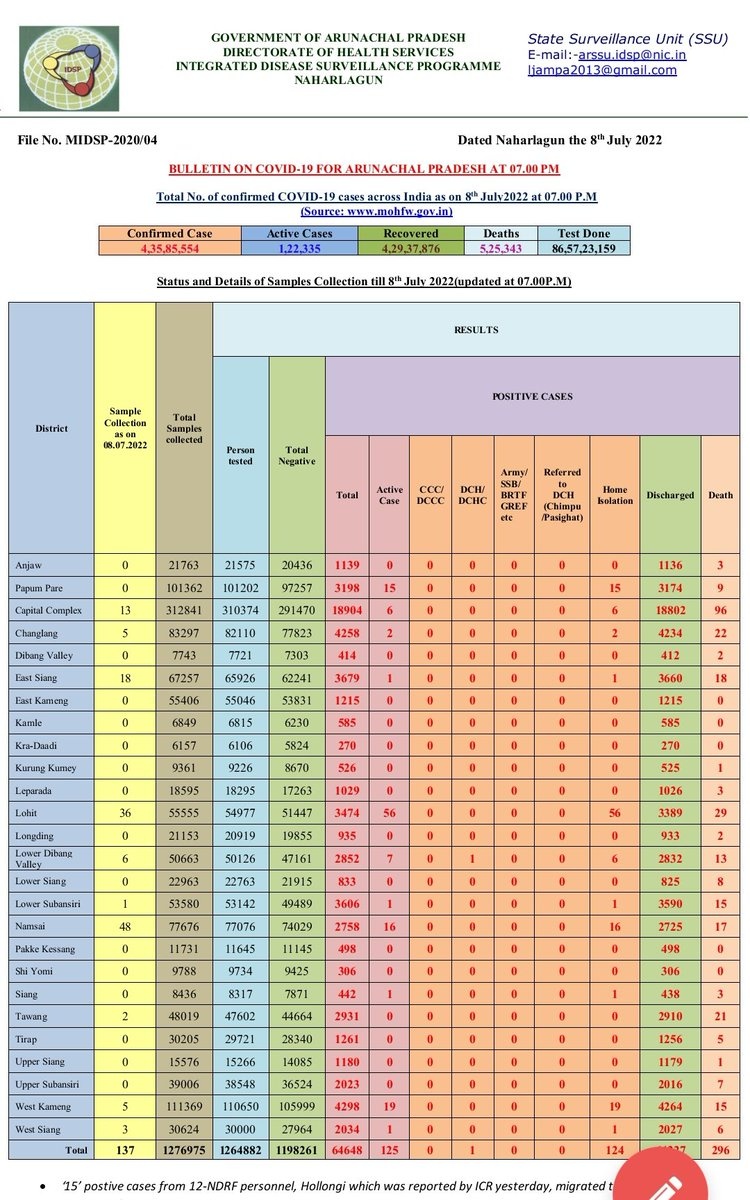 IDSP
GOVERNMENT OF ARUNACHAL PRADESH
DIRECTORATE OF HEALTH SERVICES
INTEGRATED DISEASE SURVEILLANCE PROGRAMME
NAHARLAGUN
State Surveillance Unit (SSU)
E-mail:-arssu.idsp@nic.in
ljampa2013@gmail.com
File No. MIDSP-2020/04 Dated Naharlagun the 8th July 2022
BULLETIN ON COVID-19 FOR ARUNACHAL PRADESH AT 07.00 PM
Total No. of confirmed COVID-19 cases across India as on 8th July2022 at 07.00 P.M
(Source: www.mohfw.gov.in)
Confirmed Case Active Cases Recovered Deaths Test Done
4,35,85,554 1,22,335 4,29,37,876 5,25,343 86,57,23,159
Status and Details of Samples Collection till 8th July 2022(updated at 07.00P.M)
RESULTS
POSITIVE CASES
District
Sample
Collection
as on
08.07.2022
Total
Samples
collected
Person
tested
Total
Negative
Total
Active
Case
CCC/
DCCC
DCH/
DCHC
Army/
SSB/
BRTF
GREF
etc
Referred
to
DCH
(Chimpu
/Pasighat)
Home
Isolation
Discharged
Death
Anjaw 0 21763 21575 20436 1139 0 0 0 0 0 0 1136 3
Papum Pare 0 101362 101202 97257 3198 15 0 0 0 0 15 3174 9
Capital Complex 13 312841 310374 291470 18904 6 0 0 0 0 6 18802 96
Changlang 5 83297 82110 77823 4258 2 0 0 0 0 2 4234 22
Dibang Valley 0 7743 7721 7303 414 0 0 0 0 0 0 412 2
East Siang 18 67257 65926 62241 3679 1 0 0 0 0 1 3660 18
East Kameng 0 55406 55046 53831 1215 0 0 0 0 0 0 1215 0
Kamle 0 6849 6815 6230 585 0 0 0 0 0 0 585 0
Kra-Daadi 0 6157 6106 5824 270 0 0 0 0 0 0 270 0
Kurung Kumey 0 9361 9226 8670 526 0 0 0 0 0 0 525 1
Leparada 0 18595 18295 17263 1029 0 0 0 0 0 0 1026 3
Lohit 36 55555 54977 51447 3474 56 0 0 0 0 56 3389 29
Longding 0 21153 20919 19855 935 0 0 0 0 0 0 933 2
Lower Dibang
Valley 6 50663 50126 47161 2852 7 0 1 0 0 6 2832 13
Lower Siang 0 22963 22763 21915 833 0 0 0 0 0 0 825 8
Lower Subansiri 1 53580 53142 49489 3606 1 0 0 0 0 1 3590 15
Namsai 48 77676 77076 74029 2758 16 0 0 0 0 16 2725 17
Pakke Kessang 0 11731 11645 11145 498 0 0 0 0 0 0 498 0
Shi Yomi 0 9788 9734 9425 306 0 0 0 0 0 0 306 0
Siang 0 8436 8317 7871 442 1 0 0 0 0 1 438 3
Tawang 2 48019 47602 44664 2931 0 0 0 0 0 0 2910 21
Tirap 0 30205 29721 28340 1261 0 0 0 0 0 0 1256 5
Upper Siang 0 15576 15266 14085 1180 0 0 0 0 0 0 1179 1
Upper Subansiri 0 39006 38548 36524 2023 0 0 0 0 0 0 2016 7
West Kameng 5 111369 110650 105999 4298 19 0 0 0 0 19 4264 15
West Siang 3 30624 30000 27964 2034 1 0 0 0 0 1 2027 6
Total 137 1276975 1264882 1198261 64648 125 0 1 0 0 124 296
• '15' postive cases from 12-NDRF personnel, Hollongi which was reported by ICR yesterday, migrated